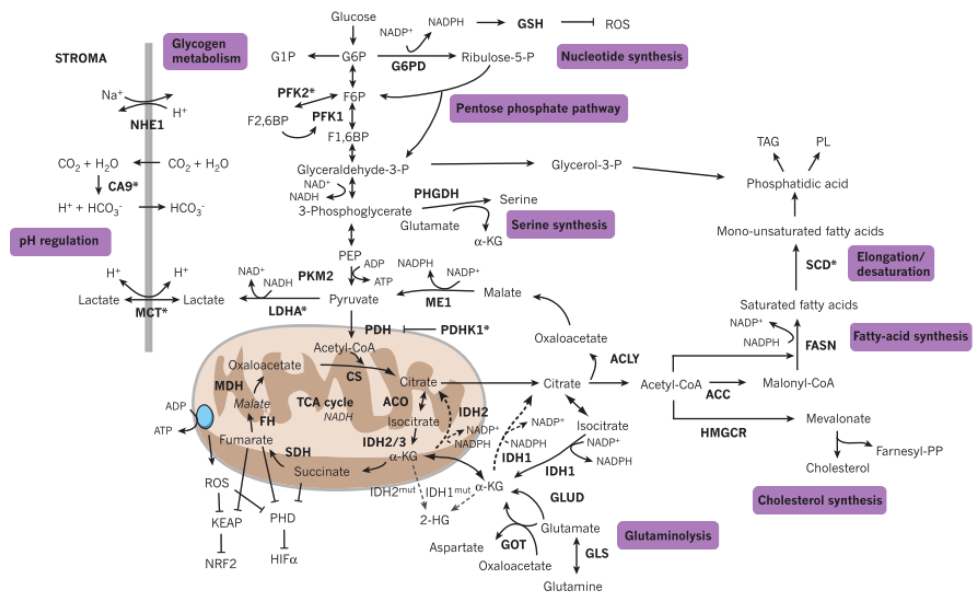 Glucose
NADP⁺
NADPH
GSH
ROS
Glycogen
metabolism
STROMA
G1P
G6P
G6PD
Ribulose-5-P
Nucleotide synthesis
Na⁺
H⁺
NHE1
PFK2*
F6P
F2,6BP
PFK1
F1,6BP
Pentose phosphate pathway
CO₂ + H₂O
CO₂ + H₂O
CA9*
H⁺ + HCO₃⁻
HCO₃⁻
pH regulation
Glyceraldehyde-3-P
Glycerol-3-P
TAG
PL
Phosphatidic acid
NAD⁺
NADH
3-Phosphoglycerate
PHGDH
Serine
Glutamate
α-KG
Serine synthesis
Mono-unsaturated fatty acids
SCD*
Elongation/
desaturation
Saturated fatty acids
H⁺
H⁺
Lactate
Lactate
MCT*
NAD⁺
NADH
LDHA*
PKM2
PEP
ADP
ATP
Pyruvate
NADPH
NADP⁺
ME1
Malate
NADP⁺
NADPH
FASN
Fatty-acid synthesis
PDH
PDHK1*
Oxaloacetate
ACLY
Acetyl-CoA
CS
Oxaloacetate
MDH
Malate
FH
Fumarate
SDH
Succinate
TCA cycle
NADH
Citrate
ACO
Isocitrate
IDH2/3
α-KG
IDH2
NADP⁺
NADPH
Citrate
Acetyl-CoA
ACC
Malonyl-CoA
HMGCR
Mevalonate
Farnesyl-PP
Cholesterol
Cholesterol synthesis
NADP⁺
NADPH
IDH1
Isocitrate
NADP⁺
NADPH
IDH1
ADP
ATP
ROS
KEAP
NRF2
PHD
HIFα
IDH2ᵐᵘᵗ
IDH1ᵐᵘᵗ
2-HG
α-KG
GLUD
Glutamate
GLS
Glutamine
Glutaminolysis
Aspartate
GOT
Oxaloacetate